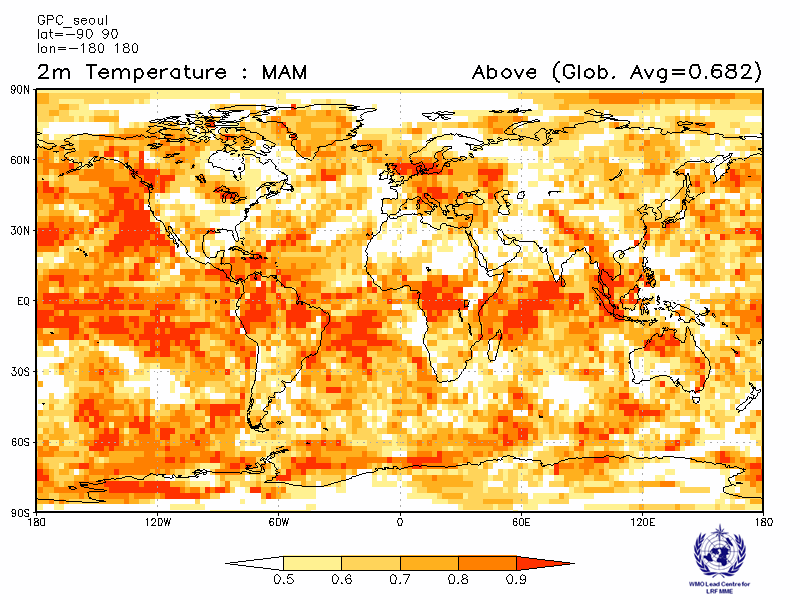 GPC_seoul
lat=-90 90
lon=-180 180
2m Temperature : MAM Above (Glob. Avg=0.682)
90N
60N
30N
EQ
30S
60S
90S
180 120W 60W 0 60E 120E 180
0.5 0.6 0.7 0.8 0.9
WMO Lead Centre for
LRF MME